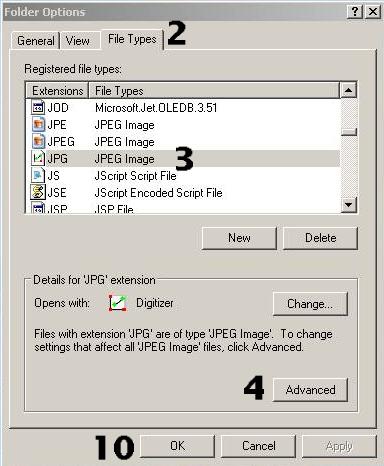 Folder Options
General View File Types 2
Registered file types:
Extensions File Types
JOD Microsoft.Jet.OLEDB.3.51
JPE JPEG Image
JPEG JPEG Image
JPG JPEG Image 3
JS JScript Script File
JSE JScript Encoded Script File
JSP JSP File
New Delete
Details for 'JPG' extension
Opens with: Digitizer Change...
Files with extension 'JPG' are of type 'JPEG Image'. To change
settings that affect all 'JPEG Image' files, click Advanced.
4 Advanced
10 OK Cancel Apply